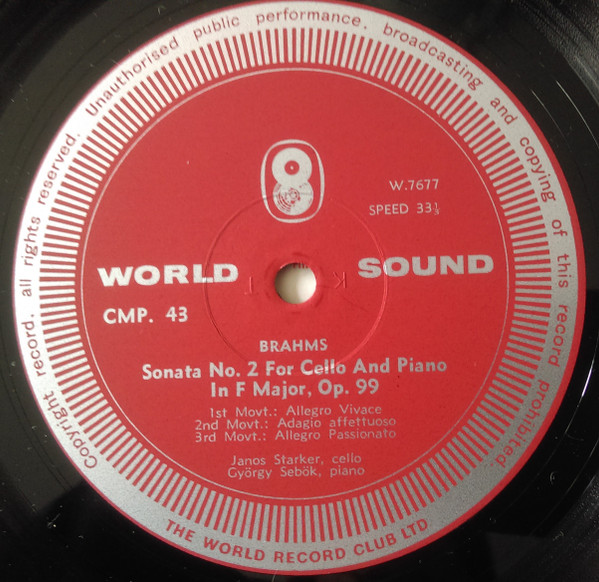 Copyright record, all rights reserved. Unauthorised public performance, broadcasting and copying of this record prohibited.
W.7677
SPEED 33⅓
WORLD SOUND
CMP. 43
BRAHMS
Sonata No. 2 For Cello And Piano
In F Major, Op. 99
1st Movt.: Allegro Vivace
2nd Movt.: Adagio affettuoso
3rd Movt.: Allegro Passionato
Janos Starker, cello
György Sebök, piano
THE WORLD RECORD CLUB LTD